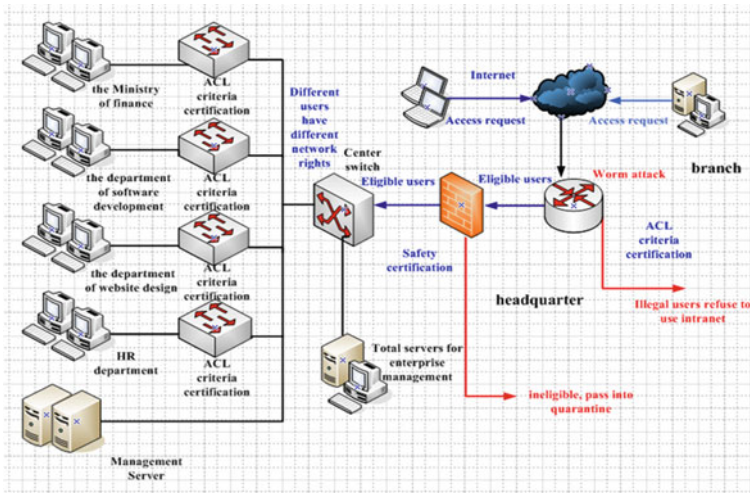 the Ministry
of finance
ACL
criteria
certification
the department
of software
development
ACL
criteria
certification
the department
of website design
ACL
criteria
certification
HR
department
ACL
criteria
certification
Management
Server
Different
users
have
different
network
rights
Center
switch
Total servers for
enterprise
management
Eligible users
Safety
certification
Eligible users
Internet
Access request
Access request
branch
Worm attack
ACL
criteria
certification
headquarter
Illegal users refuse to
use intranet
ineligible, pass into
quarantine